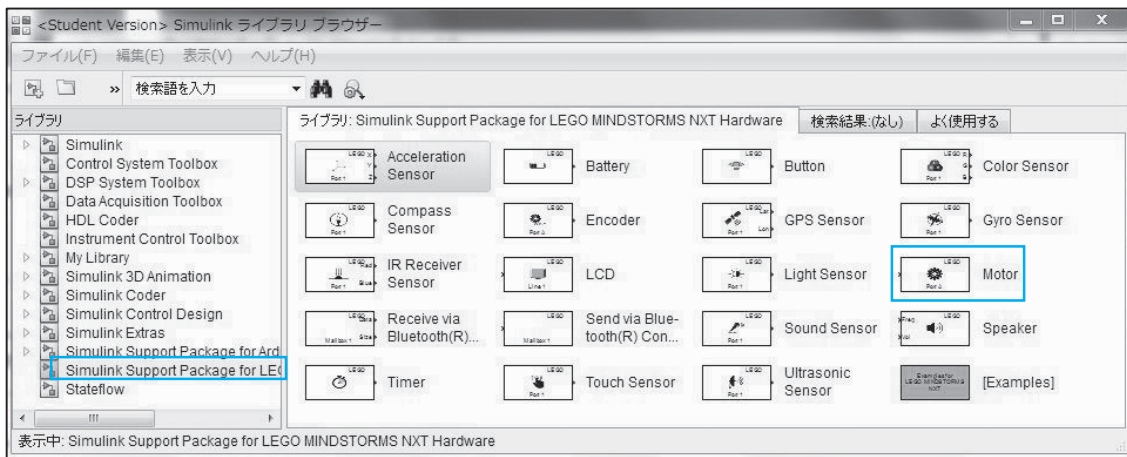 <Student Version> Simulink ライブラリ ブラウザー
ファイル(F) 編集(E) 表示(V) ヘルプ(H)
» 検索語を入力
ライブラリ
ライブラリ: Simulink Support Package for LEGO MINDSTORMS NXT Hardware
検索結果:(なし)
よく使用する
Simulink
Control System Toolbox
DSP System Toolbox
Data Acquisition Toolbox
HDL Coder
Instrument Control Toolbox
My Library
Simulink 3D Animation
Simulink Coder
Simulink Control Design
Simulink Extras
Simulink Support Package for Ard
Simulink Support Package for LEG
Stateflow
Acceleration
Sensor
Battery
Button
Color Sensor
Compass
Sensor
Encoder
GPS Sensor
Gyro Sensor
IR Receiver
Sensor
LCD
Light Sensor
Motor
Receive via
Bluetooth(R)...
Send via Blue-
tooth(R) Con...
Sound Sensor
Speaker
Timer
Touch Sensor
Ultrasonic
Sensor
Examples for
LEGO MINDSTORMS
NXT
[Examples]
表示中: Simulink Support Package for LEGO MINDSTORMS NXT Hardware